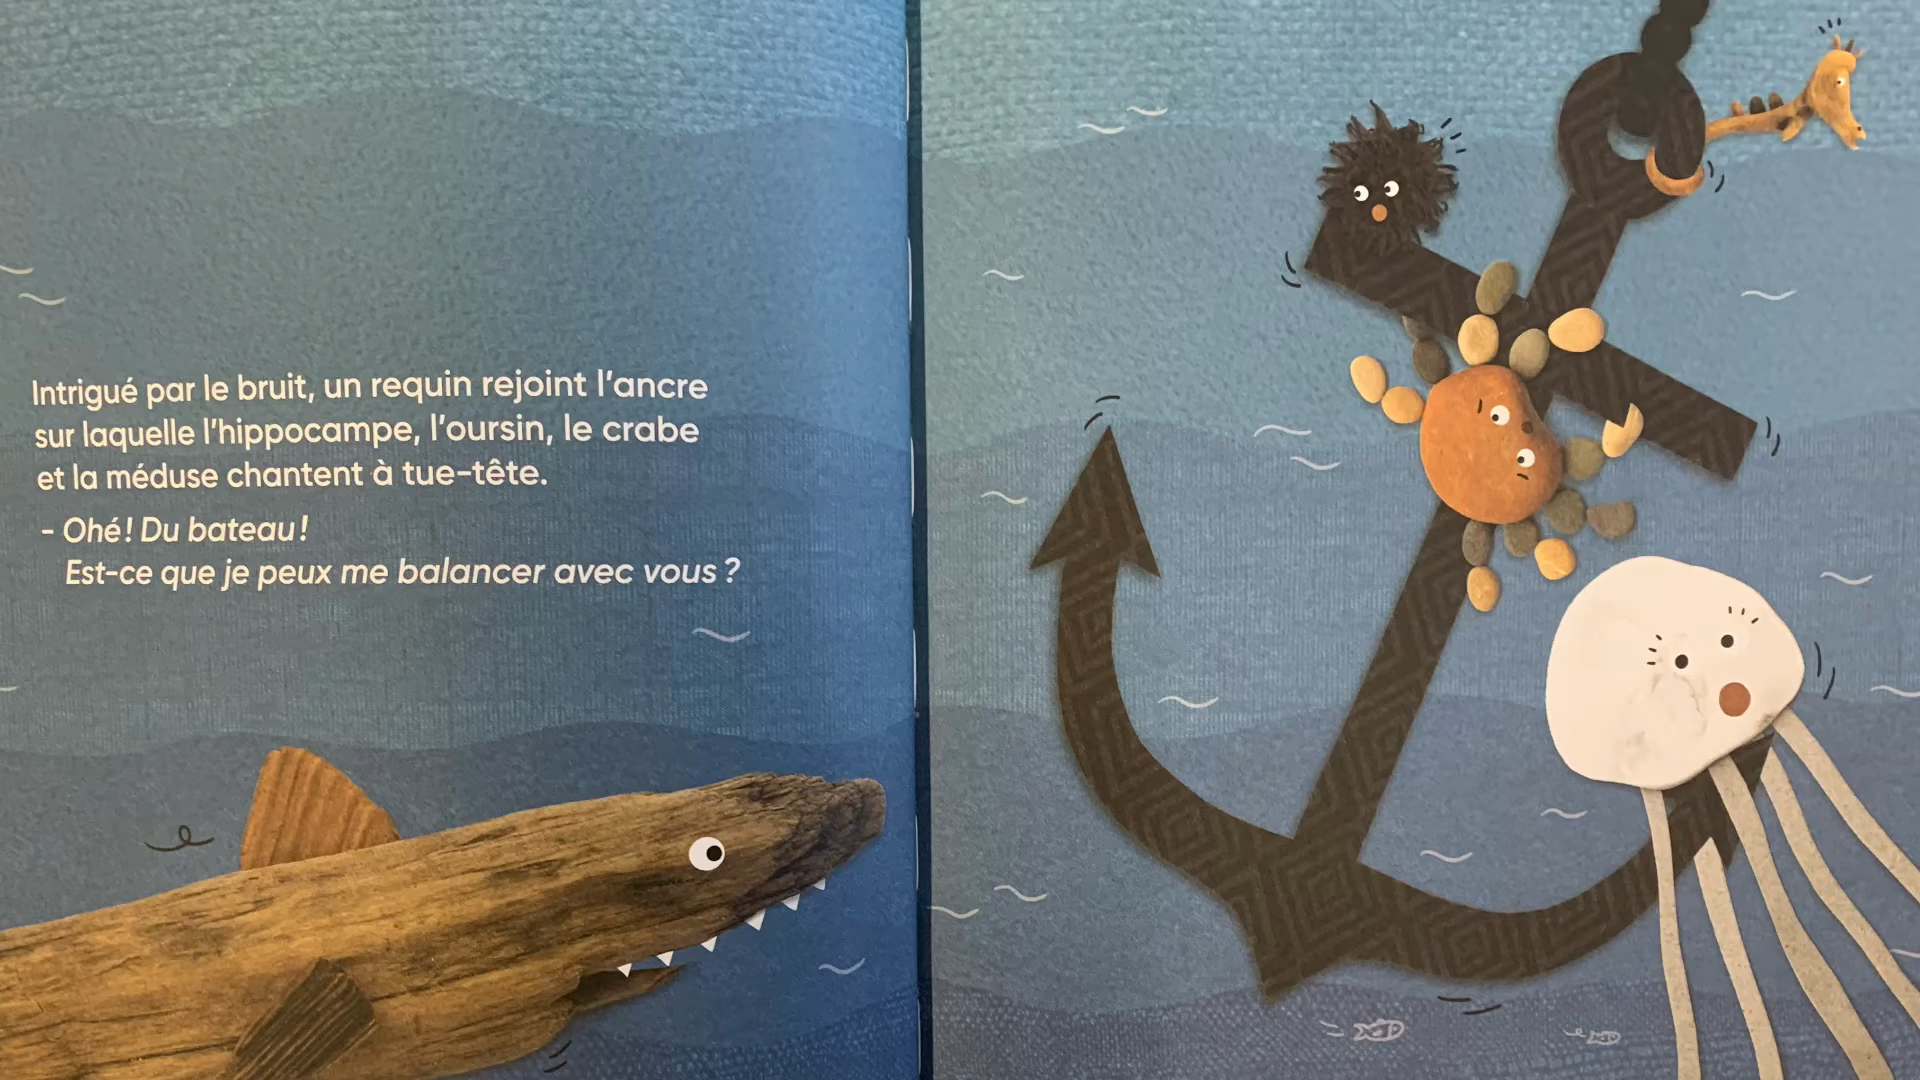 Intrigué par le bruit, un requin rejoint l'ancre
sur laquelle l'hippocampe, l'oursin, le crabe
et la méduse chantent à tue-tête.
- Ohé! Du bateau!
Est-ce que je peux me balancer avec vous ?